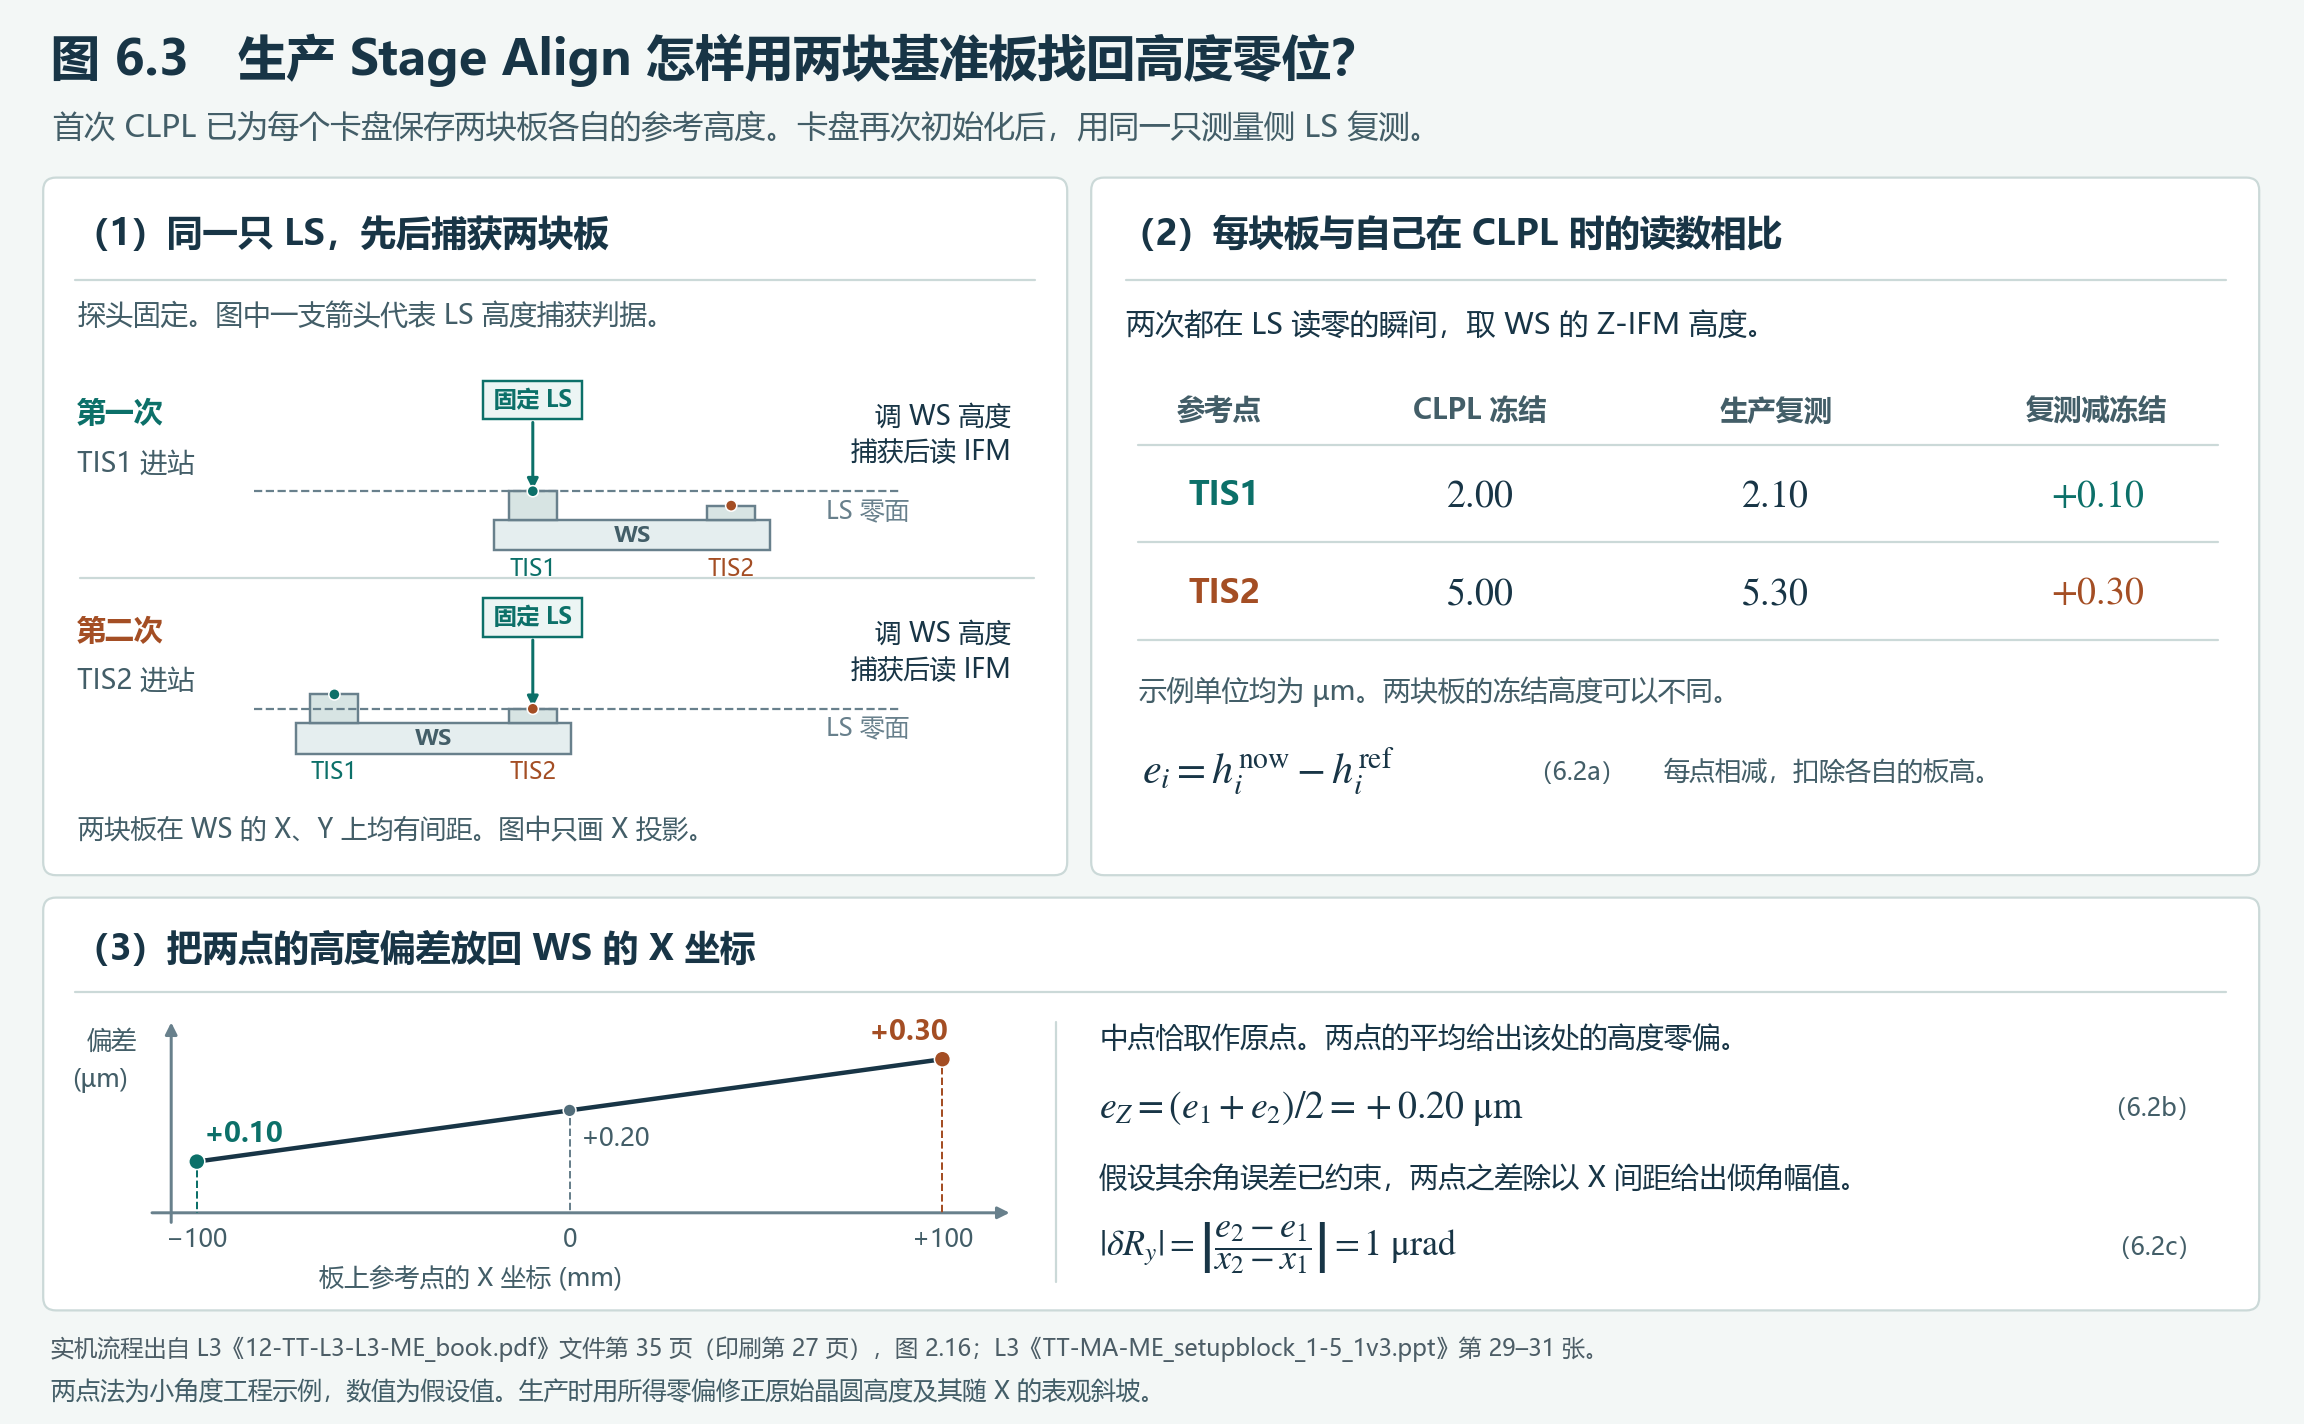 图 6.3 生产 Stage Align 怎样用两块基准板找回高度零位？
首次 CLPL 已为每个卡盘保存两块板各自的参考高度。卡盘再次初始化后，用同一只测量侧 LS 复测。
（1）同一只 LS，先后捕获两块板
探头固定。图中一支箭头代表 LS 高度捕获判据。
第一次
TIS1 进站
固定 LS
调 WS 高度
捕获后读 IFM
LS 零面
WS
TIS1 TIS2
第二次
TIS2 进站
固定 LS
调 WS 高度
捕获后读 IFM
LS 零面
WS
TIS1 TIS2
两块板在 WS 的 X、Y 上均有间距。图中只画 X 投影。
（2）每块板与自己在 CLPL 时的读数相比
两次都在 LS 读零的瞬间，取 WS 的 Z-IFM 高度。
参考点 CLPL 冻结 生产复测 复测减冻结
TIS1 2.00 2.10 +0.10
TIS2 5.00 5.30 +0.30
示例单位均为 μm。两块板的冻结高度可以不同。
e_i = h_i^now − h_i^ref （6.2a） 每点相减，扣除各自的板高。
（3）把两点的高度偏差放回 WS 的 X 坐标
偏差
(μm)
+0.10
+0.20
+0.30
−100 0 +100
板上参考点的 X 坐标 (mm)
中点恰取作原点。两点的平均给出该处的高度零偏。
e_Z = (e_1 + e_2)/2 = +0.20 μm （6.2b）
假设其余角误差已约束，两点之差除以 X 间距给出倾角幅值。
|δR_y| = |(e_2 − e_1)/(x_2 − x_1)| = 1 μrad （6.2c）
实机流程出自 L3《12-TT-L3-L3-ME_book.pdf》文件第 35 页（印刷第 27 页），图 2.16；L3《TT-MA-ME_setupblock_1-5_1v3.ppt》第 29–31 张。
两点法为小角度工程示例，数值为假设值。生产时用所得零偏修正原始晶圆高度及其随 X 的表观斜坡。